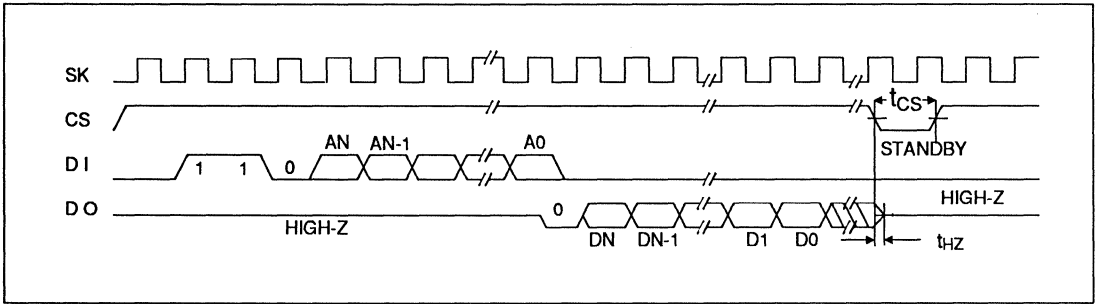 SK
CS
tCS
STANDBY
DI
1 1 0 AN AN-1 A0
DO
HIGH-Z
0 DN DN-1 D1 D0
HIGH-Z
tHZ